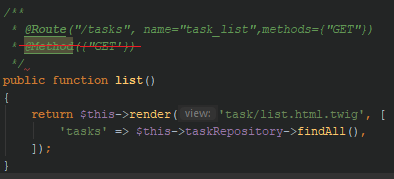 /**
 * @Route("/tasks", name="task_list",methods={"GET"})
 * @Method({"GET"})
 */
public function list()
{
    return $this->render( view: 'task/list.html.twig', [
        'tasks' => $this->taskRepository->findAll(),
    ]);
}